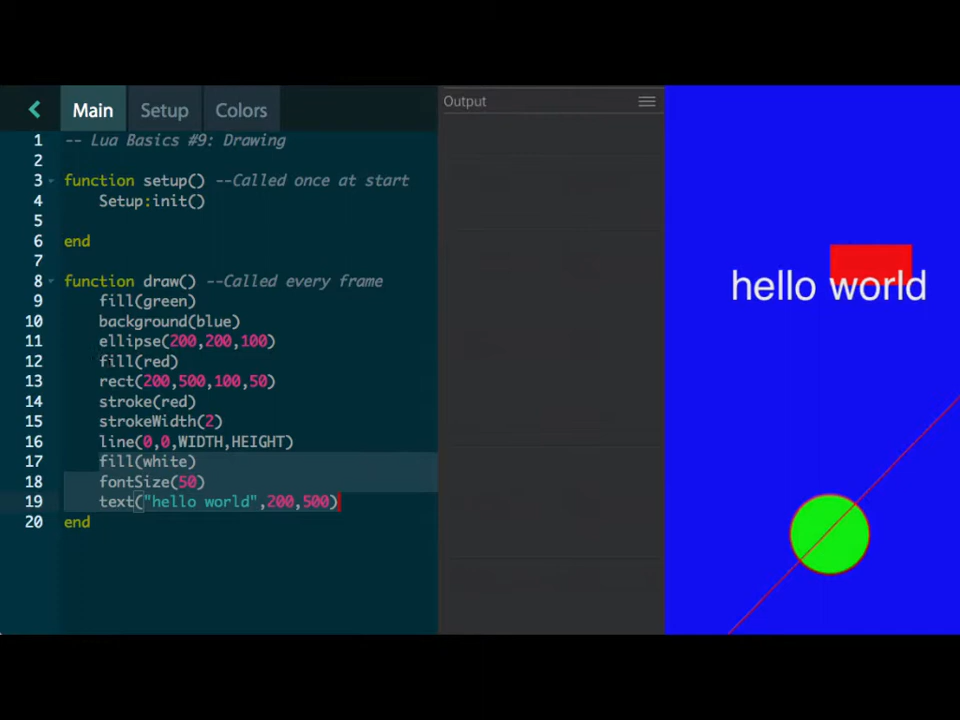 Main Setup Colors Output
1 -- Lua Basics #9: Drawing
2
3 function setup() --Called once at start
4 Setup:init()
5
6 end
7
8 function draw() --Called every frame
9 fill(green)
10 background(blue)
11 ellipse(200,200,100)
12 fill(red)
13 rect(200,500,100,50)
14 stroke(red)
15 strokeWidth(2)
16 line(0,0,WIDTH,HEIGHT)
17 fill(white)
18 fontSize(50)
19 text("hello world",200,500)
20 end
hello world